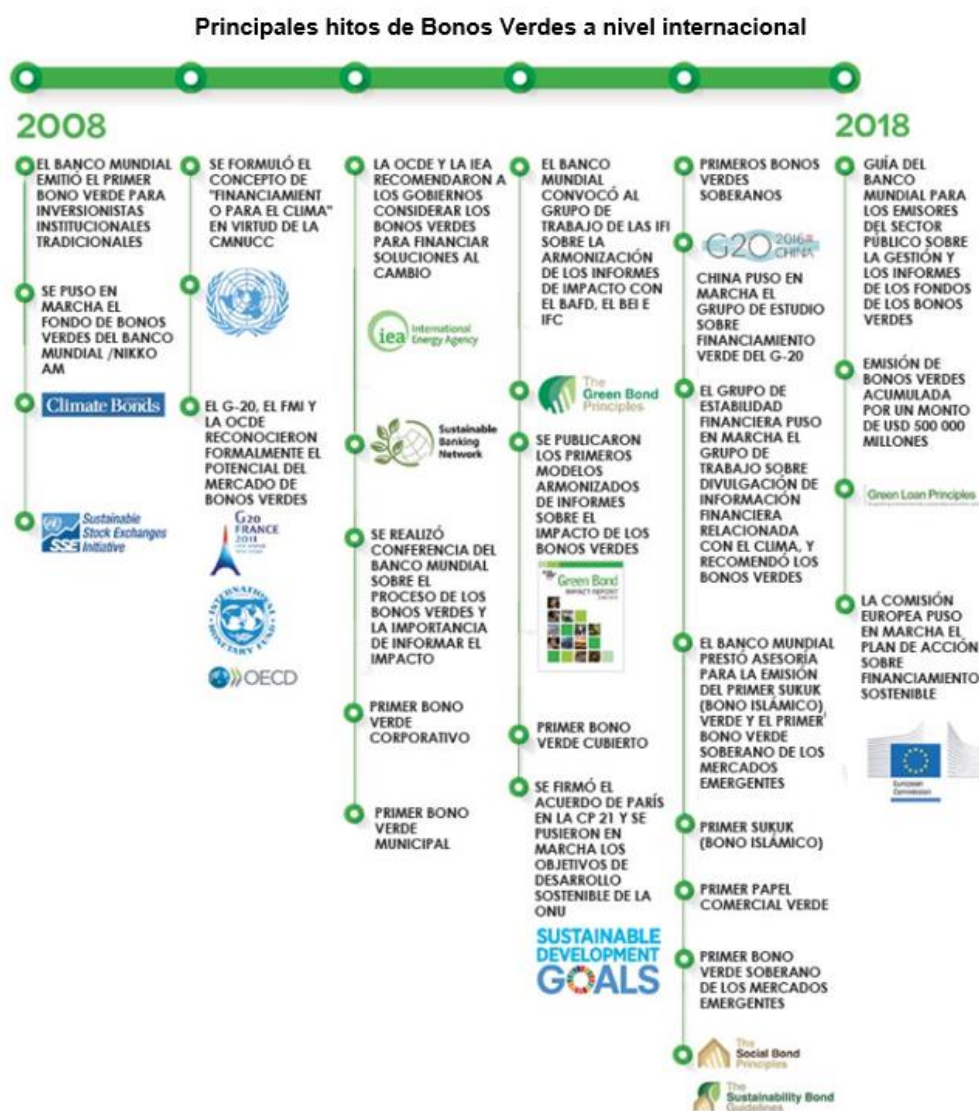 Principales hitos de Bonos Verdes a nivel internacional
2008
EL BANCO MUNDIAL
EMITIÓ EL PRIMER
BONO VERDE PARA
INVERSIONISTAS
INSTITUCIONALES
TRADICIONALES
SE PUSO EN
MARCHA EL
FONDO DE BONOS
VERDES DEL BANCO
MUNDIAL /NIKKO
AM
Climate Bonds
SSE
Sustainable
Stock Exchanges
Initiative
SE FORMULÓ EL
CONCEPTO DE
"FINANCIAMIENT
O PARA EL CLIMA"
EN VIRTUD DE LA
CMNUCC
EL G-20, EL FMI Y
LA OCDE
RECONOCIERON
FORMALMENTE EL
POTENCIAL DEL
MERCADO DE
BONOS VERDES
G20
FRANCE
2011
INTERNATIONAL
MONETARY FUND
OECD
LA OCDE Y LA IEA
RECOMENDARON A
LOS GOBIERNOS
CONSIDERAR LOS
BONOS VERDES
PARA FINANCIAR
SOLUCIONES AL
CAMBIO
iea
International
Energy Agency
Sustainable
Banking
Network
SE REALIZÓ
CONFERENCIA DEL
BANCO MUNDIAL
SOBRE EL
PROCESO DE LOS
BONOS VERDES Y
LA IMPORTANCIA
DE INFORMAR EL
IMPACTO
PRIMER BONO
VERDE
CORPORATIVO
PRIMER BONO
VERDE
MUNICIPAL
EL BANCO
MUNDIAL
CONVOCÓ AL
GRUPO DE
TRABAJO DE LAS IFI
SOBRE LA
ARMONIZACIÓN
DE LOS INFORMES
DE IMPACTO CON
EL BAFD, EL BEI E
IFC
The
Green Bond
Principles
SE PUBLICARON
LOS PRIMEROS
MODELOS
ARMONIZADOS
DE INFORMES
SOBRE EL
IMPACTO DE LOS
BONOS VERDES
Green Bond
IMPACT REPORT
PRIMER BONO
VERDE CUBIERTO
SE FIRMÓ EL
ACUERDO DE PARÍS
EN LA CP 21 Y SE
PUSIERON EN
MARCHA LOS
OBJETIVOS DE
DESARROLLO
SOSTENIBLE DE LA
ONU
SUSTAINABLE
DEVELOPMENT
GOALS
PRIMEROS BONOS
VERDES
SOBERANOS
G20 2016
CHINA
CHINA PUSO EN
MARCHA EL
GRUPO DE ESTUDIO
SOBRE
FINANCIAMIENTO
VERDE DEL G-20
EL GRUPO DE
ESTABILIDAD
FINANCIERA PUSO
EN MARCHA EL
GRUPO DE
TRABAJO SOBRE
DIVULGACIÓN DE
INFORMACIÓN
FINANCIERA
RELACIONADA
CON EL CLIMA, Y
RECOMENDÓ LOS
BONOS VERDES
EL BANCO MUNDIAL
PRESTÓ ASESORÍA
PARA LA EMISIÓN
DEL PRIMER SUKUK
(BONO ISLÁMICO)
VERDE Y EL PRIMER
BONO VERDE
SOBERANO DE LOS
MERCADOS
EMERGENTES
PRIMER SUKUK
(BONO ISLÁMICO)
PRIMER PAPEL
COMERCIAL VERDE
PRIMER BONO
VERDE SOBERANO
DE LOS MERCADOS
EMERGENTES
The
Social Bond
Principles
The
Sustainability Bond
Guidelines
2018
GUÍA DEL
BANCO
MUNDIAL PARA
LOS EMISORES
DEL SECTOR
PÚBLICO SOBRE
LA GESTIÓN Y
LOS INFORMES
DE LOS FONDOS
DE LOS BONOS
VERDES
EMISIÓN DE
BONOS VERDES
ACUMULADA
POR UN MONTO
DE USD 500 000
MILLONES
Green Loan Principles
LA COMISIÓN
EUROPEA PUSO
EN MARCHA EL
PLAN DE ACCIÓN
SOBRE
FINANCIAMIENTO
SOSTENIBLE
European
Commission